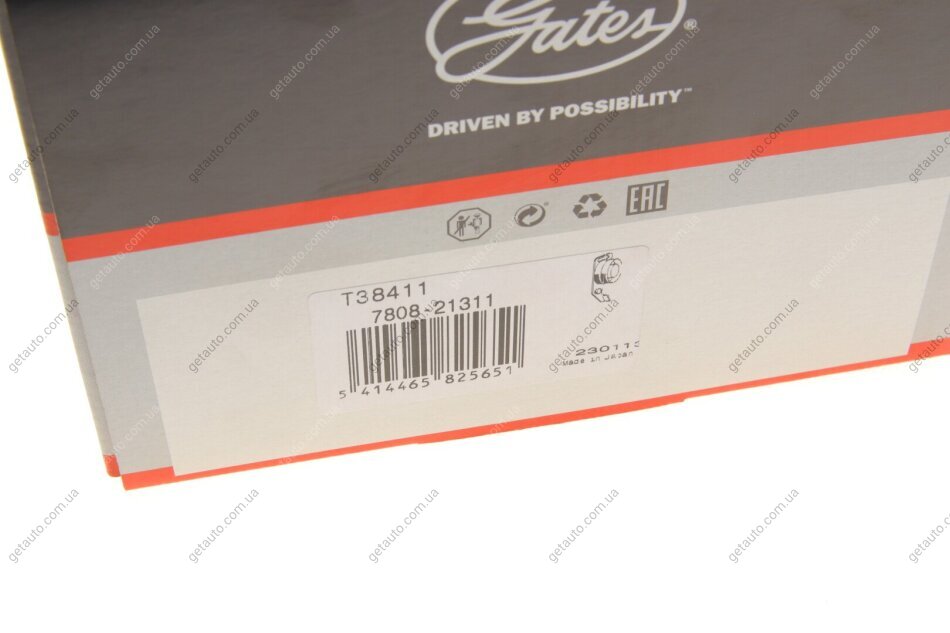 Gates®
DRIVEN BY POSSIBILITY™
EAC
T38411
7808-21311
5 414465 825651
230113
Made in Japan
getauto.com.ua